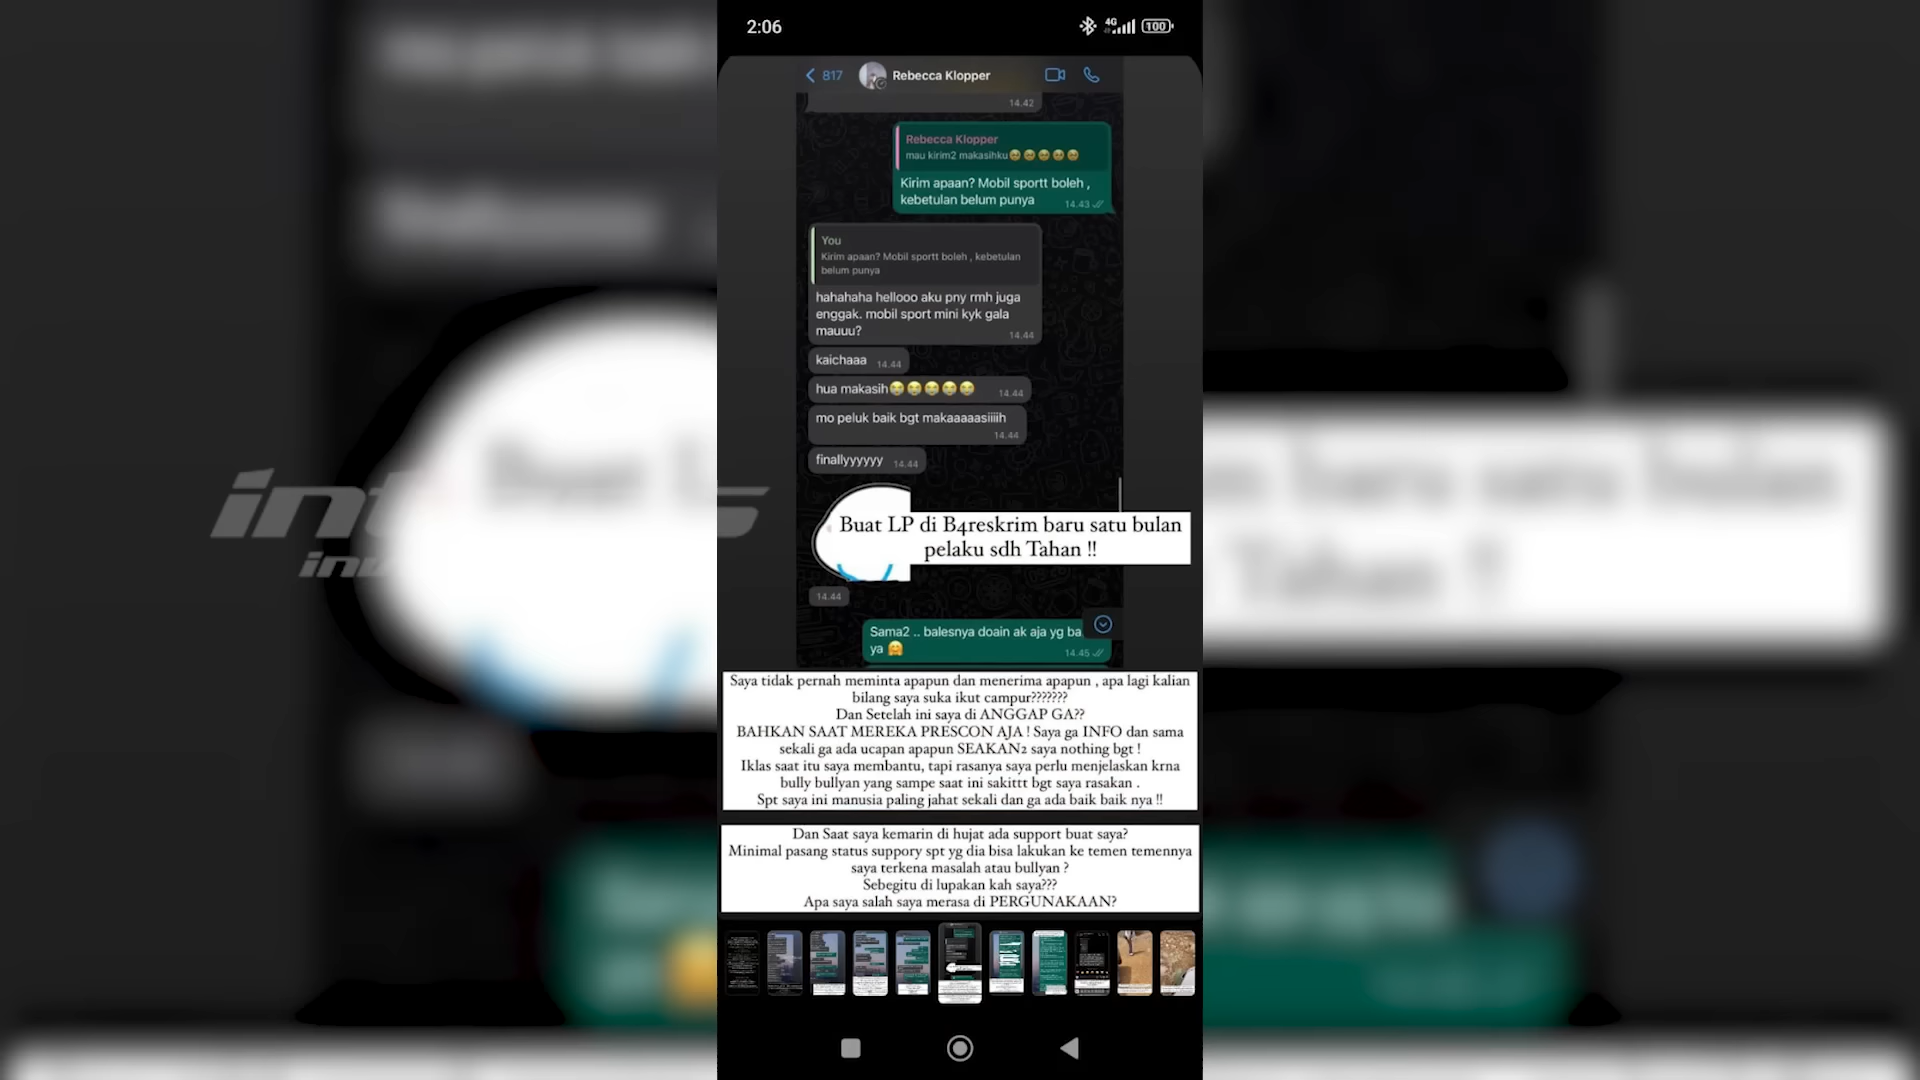 2:06
4G
100
817
Rebecca Klopper
14.42
Rebecca Klopper
mau kirim2 makasihku🥹🥹🥹🥹🥹
Kirim apaan? Mobil sportt boleh ,
kebetulan belum punya
14.43
You
Kirim apaan? Mobil sportt boleh , kebetulan
belum punya
hahahaha hellooo aku pny rmh juga
enggak. mobil sport mini kyk gala
mauuu?
14.44
kaichaaa 14.44
hua makasih😭😭😭😭😭 14.44
mo peluk baik bgt makaaaaasiiiih
14.44
finallyyyyyy 14.44
Buat LP di B4reskrim baru satu bulan
pelaku sdh Tahan !!
14.44
Sama2 .. balesnya doain ak aja yg ba
ya 🤗
14.45
Saya tidak pernah meminta apapun dan menerima apapun , apa lagi kalian
bilang saya suka ikut campur???????
Dan Setelah ini saya di ANGGAP GA??
BAHKAN SAAT MEREKA PRESCON AJA ! Saya ga INFO dan sama
sekali ga ada ucapan apapun SEAKAN2 saya nothing bgt !
Iklas saat itu saya membantu, tapi rasanya saya perlu menjelaskan krna
bully bullyan yang sampe saat ini sakittt bgt saya rasakan .
Spt saya ini manusia paling jahat sekali dan ga ada baik baik nya !!
Dan Saat saya kemarin di hujat ada support buat saya?
Minimal pasang status suppory spt yg dia bisa lakukan ke temen temennya
saya terkena masalah atau bullyan ?
Sebegitu di lupakan kah saya???
Apa saya salah saya merasa di PERGUNAKAAN?